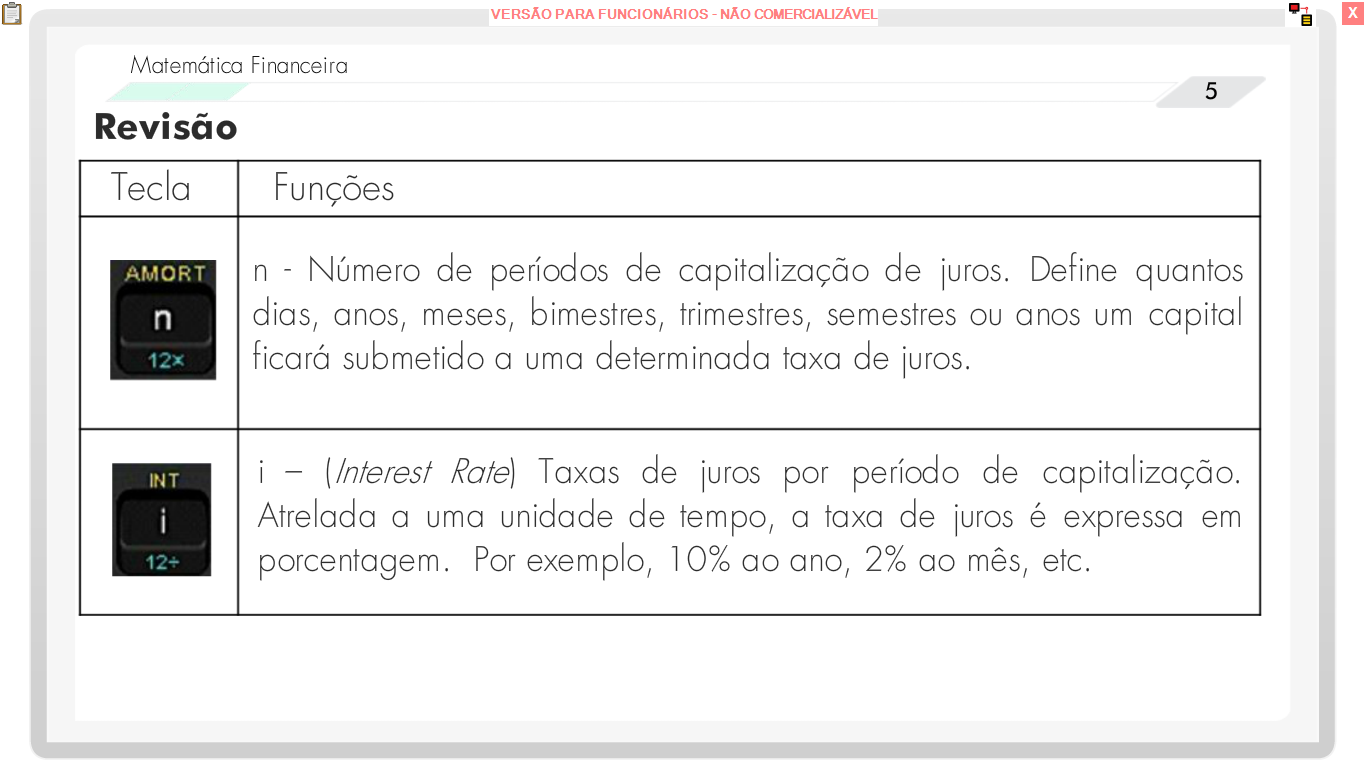 VERSÃO PARA FUNCIONÁRIOS - NÃO COMERCIALIZÁVEL
X
Matemática Financeira
5
Revisão
Tecla Funções
AMORT
n
12×
n - Número de períodos de capitalização de juros. Define quantos
dias, anos, meses, bimestres, trimestres, semestres ou anos um capital
ficará submetido a uma determinada taxa de juros.
INT
i
12÷
i – (Interest Rate) Taxas de juros por período de capitalização.
Atrelada a uma unidade de tempo, a taxa de juros é expressa em
porcentagem. Por exemplo, 10% ao ano, 2% ao mês, etc.